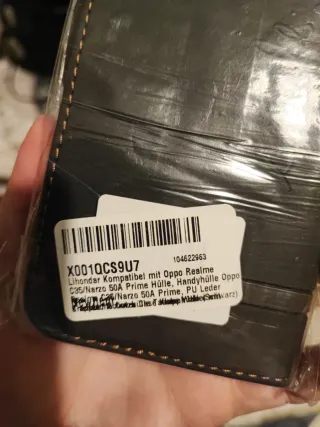 X001QCS9U7
104622963
Lihondar Kompatibel mit Oppo Realme
C35/Narzo 50A Prime Hülle, Handyhülle Oppo
C35/Narzo 50A Prime, PU Leder